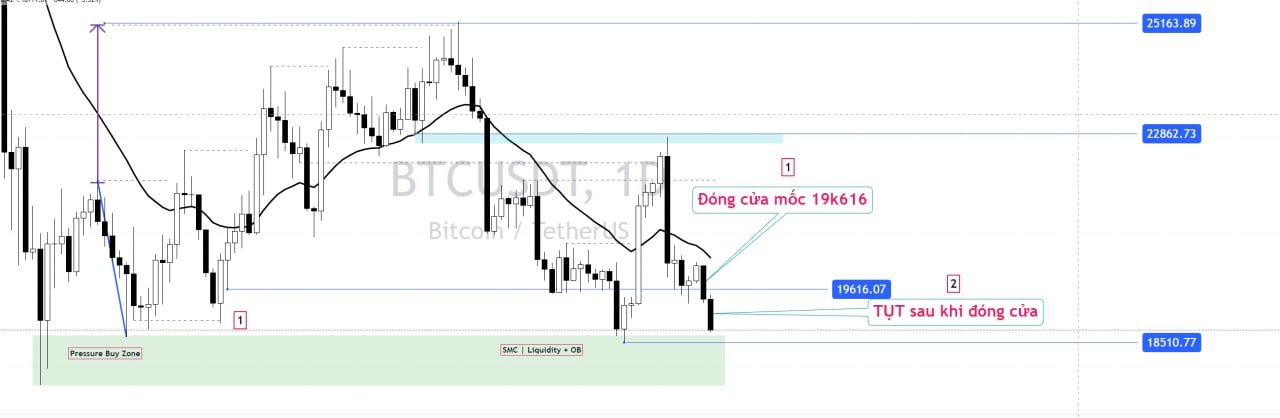 25163.89
22862.73
1
BTCUSDT, 1D
Đóng cửa mốc 19k616
Bitcoin / TetherUS
19616.07
2
TỤT sau khi đóng cửa
1
18510.77
Pressure Buy Zone
SMC | Liquidity + OB